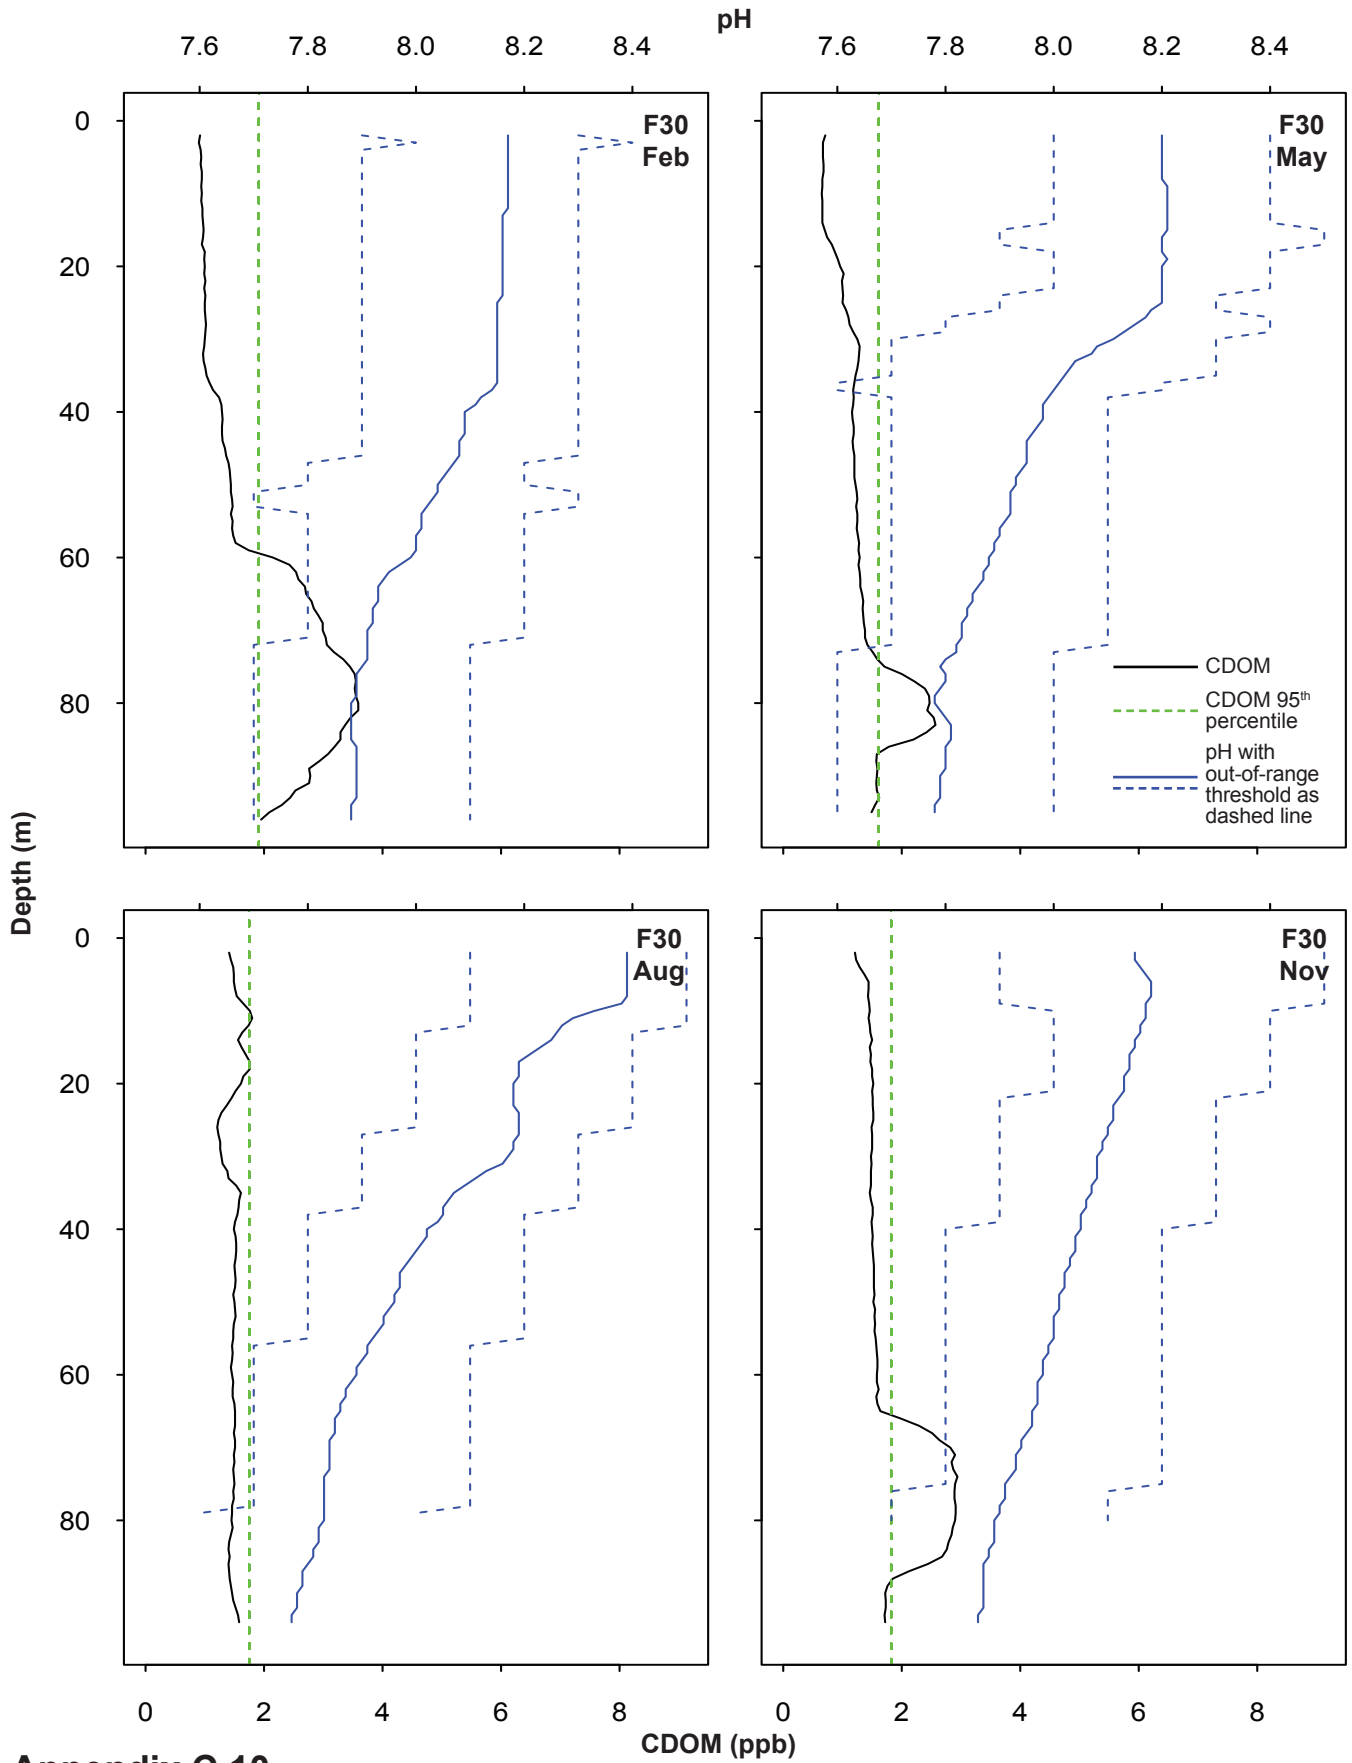 pH
7.6 7.8 8.0 8.2 8.4 7.6 7.8 8.0 8.2 8.4
F30
Feb
F30
May
0
20
40
60
80
CDOM
CDOM 95th
percentile
pH with
out-of-range
threshold as
dashed line
Depth (m)
F30
Aug
F30
Nov
0
20
40
60
80
0 2 4 6 8 0 2 4 6 8
CDOM (ppb)